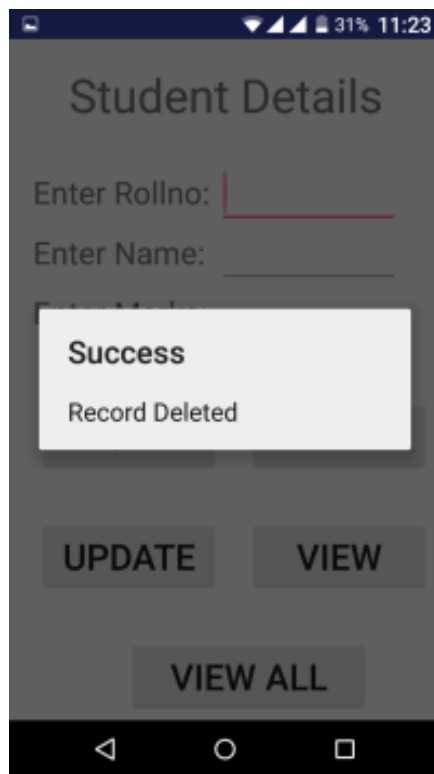 31% 11:23
Student Details
Enter Rollno:
Enter Name:
Success
Record Deleted
UPDATE VIEW
VIEW ALL